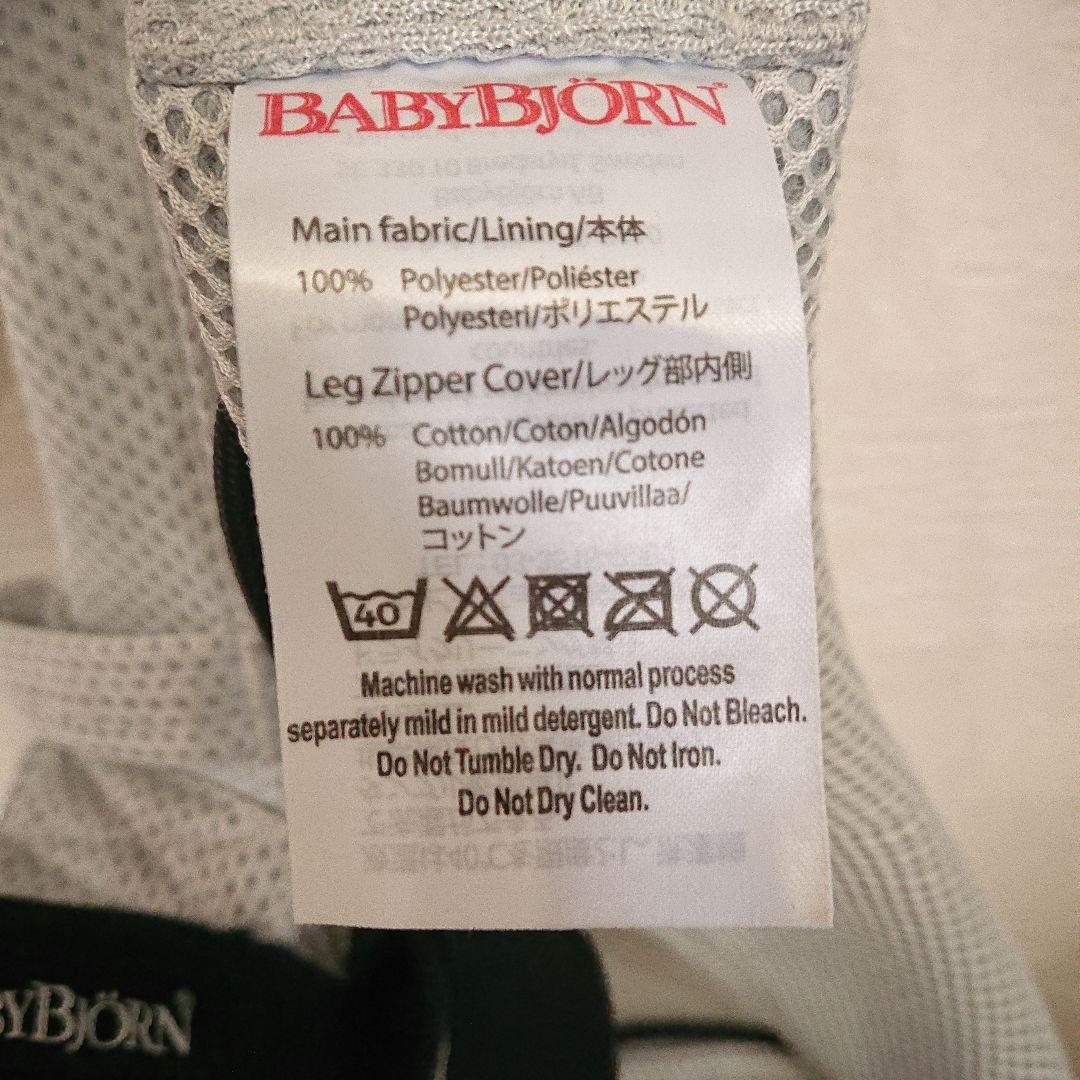 BABYBJÖRN
Main fabric/Lining/本体
100% Polyester/Poliéster
Polyesteri/ポリエステル
Leg Zipper Cover/レッグ部内側
100% Cotton/Coton/Algodón
Bomull/Katoen/Cotone
Baumwolle/Puuvillaa/
コットン
40
Machine wash with normal process
separately mild in mild detergent. Do Not Bleach.
Do Not Tumble Dry. Do Not Iron.
Do Not Dry Clean.
BYBJÖRN